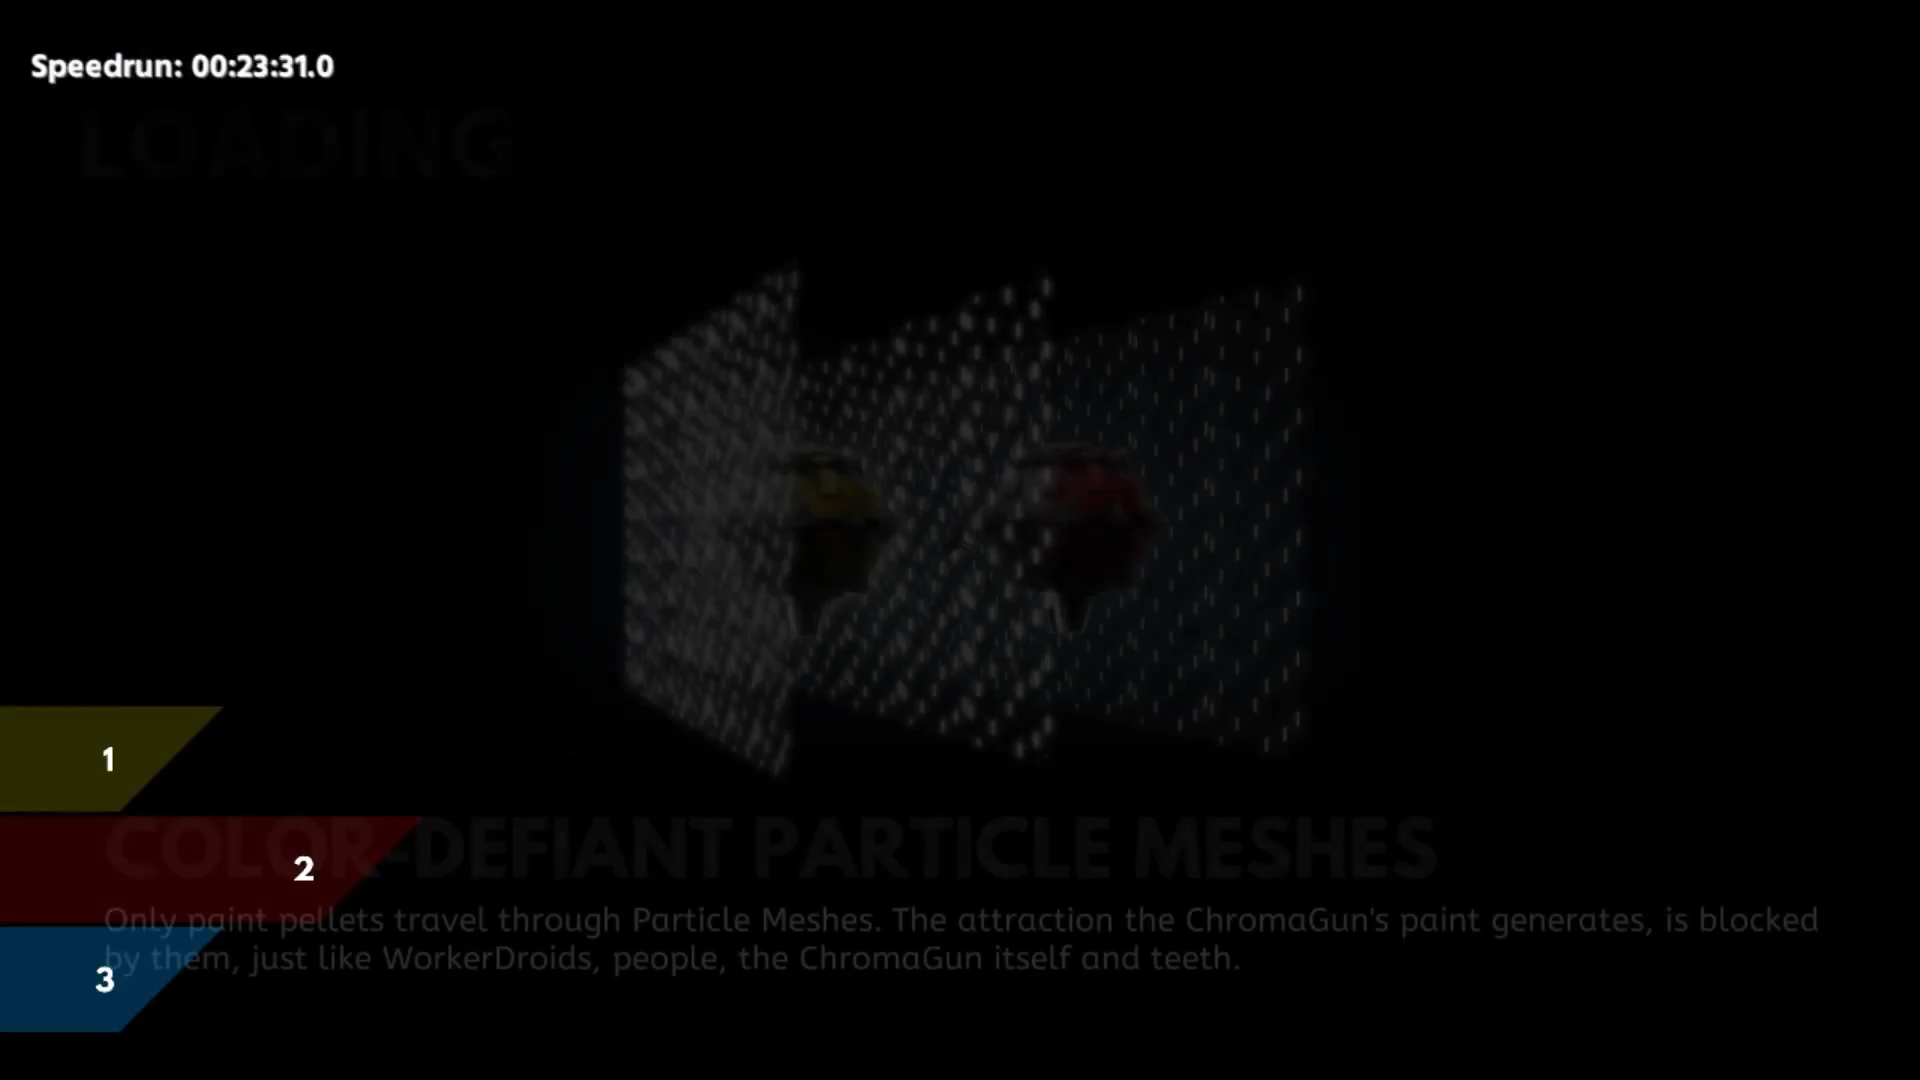 Speedrun: 00:23:31.0
LOADING
1
COLOR-DEFIANT PARTICLE MESHES
2
Only paint pellets travel through Particle Meshes. The attraction the ChromaGun's paint generates, is blocked
by them, just like WorkerDroids, people, the ChromaGun itself and teeth.
3